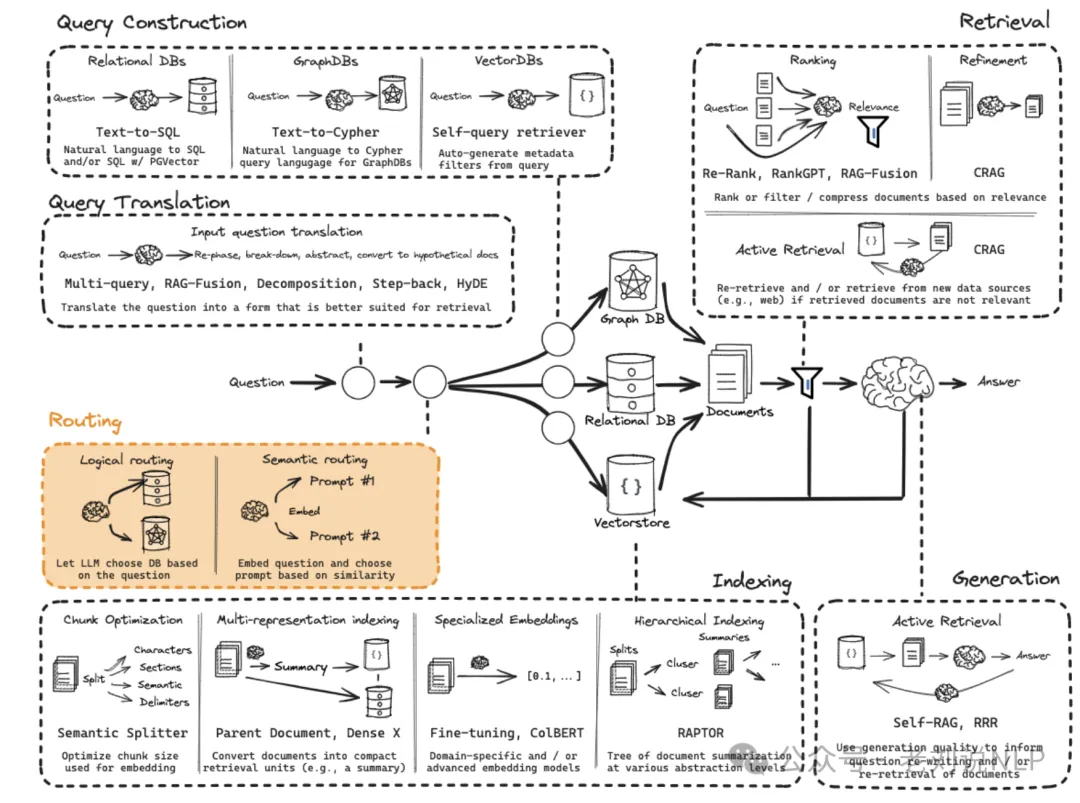 Query Construction
Relational DBs
Question
Text-to-SQL
Natural language to SQL
and/or SQL w/ PGVector
GraphDBs
Question
Text-to-Cypher
Natural language to Cypher
query langugage for GraphDBs
VectorDBs
Question
{ }
Self-query retriever
Auto-generate metadata
filters from query
Retrieval
Ranking
Question
Relevance
Re-Rank, RankGPT, RAG-Fusion
Refinement
CRAG
Rank or filter / compress documents based on relevance
Active Retrieval
{ }
CRAG
Re-retrieve and / or retrieve from new data sources
(e.g., web) if retrieved documents are not relevant
Query Translation
Input question translation
Question
Re-phase, break-down, abstract, convert to hypothetical docs
Multi-query, RAG-Fusion, Decomposition, Step-back, HyDE
Translate the question into a form that is better suited for retrieval
Question
Graph DB
Relational DB
{ }
Vectorstore
Documents
Answer
Routing
Logical routing
Let LLM choose DB based
on the question
Semantic routing
Prompt #1
Embed
Prompt #2
Embed question and choose
prompt based on similarity
Indexing
Chunk Optimization
Split
Characters
Sections
Semantic
Delimiters
Semantic Splitter
Optimize chunk size
used for embedding
Multi-representation indexing
Summary
{ }
Parent Document, Dense X
Convert documents into compact
retrieval units (e.g., a summary)
Specialized Embeddings
[0.1, ...]
Fine-tuning, ColBERT
Domain-specific and / or
advanced embedding models
Hierarchical Indexing
Splits
Summaries
Cluser
Cluser
...
RAPTOR
Tree of document summarization
at various abstraction levels
Generation
Active Retrieval
{ }
Answer
Self-RAG, RRR
Use generation quality to inform
question re-writing and / or
re-retrieval of documents
公众号 · 老刘说NLP